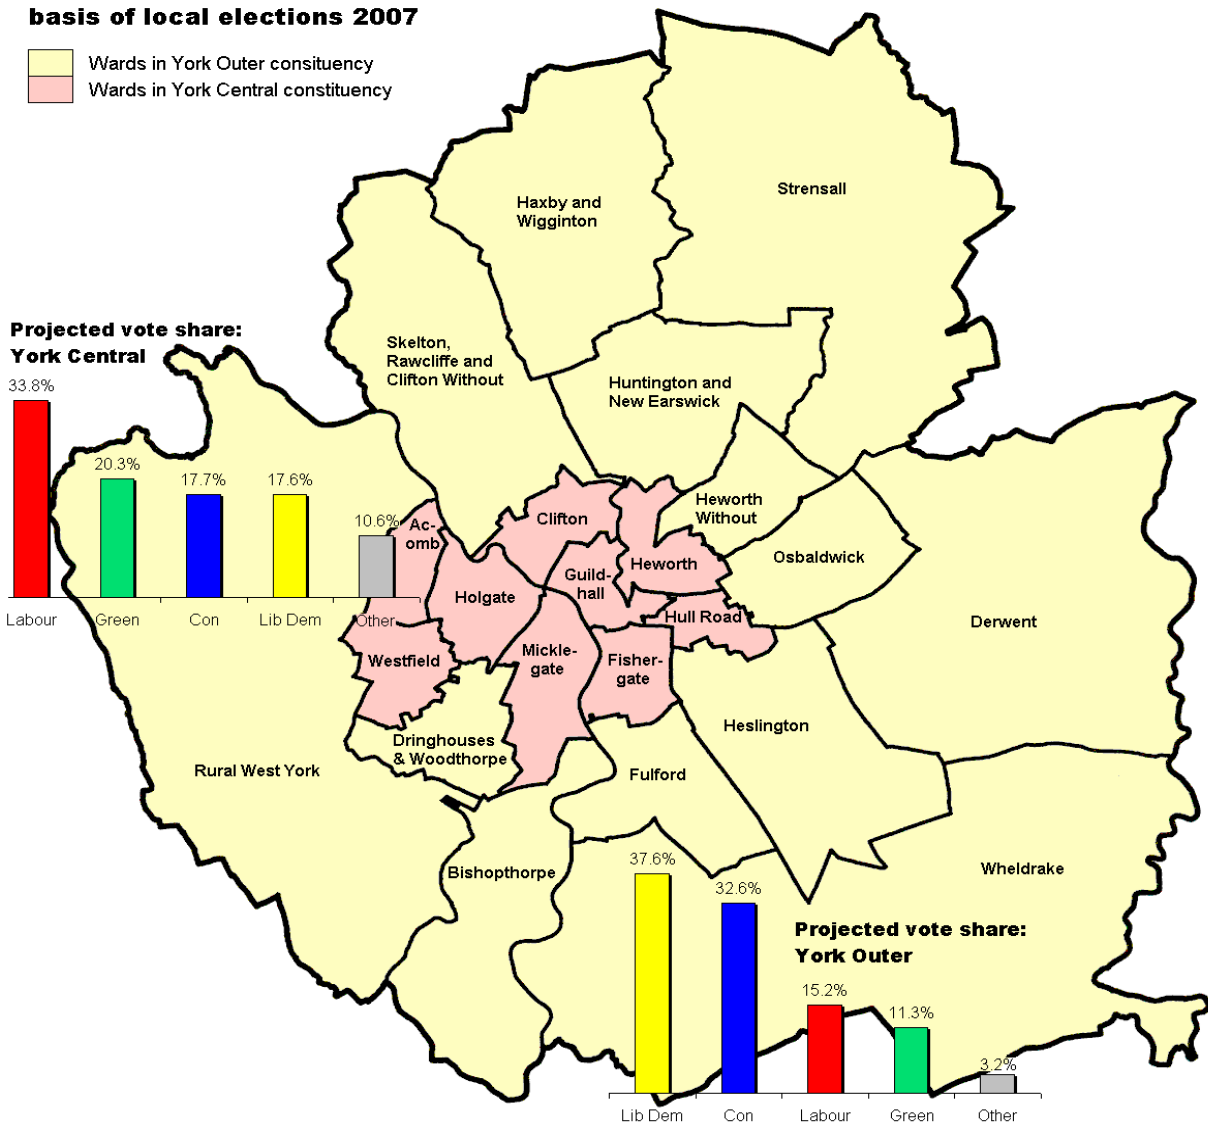 basis of local elections 2007
Wards in York Outer consituency
Wards in York Central constituency
Strensall
Haxby and
Wigginton
Skelton,
Rawcliffe and
Clifton Without
Huntington and
New Earswick
Projected vote share:
York Central
33.8%
20.3%
17.7%
17.6%
10.6%
Labour
Green
Con
Lib Dem
Other
Ac-
omb
Clifton
Heworth
Without
Osbaldwick
Guild-
hall
Heworth
Holgate
Hull Road
Derwent
Westfield
Mickle-
gate
Fisher-
gate
Heslington
Dringhouses
& Woodthorpe
Rural West York
Fulford
Bishopthorpe
Wheldrake
Projected vote share:
York Outer
37.6%
32.6%
15.2%
11.3%
3.2%
Lib Dem
Con
Labour
Green
Other